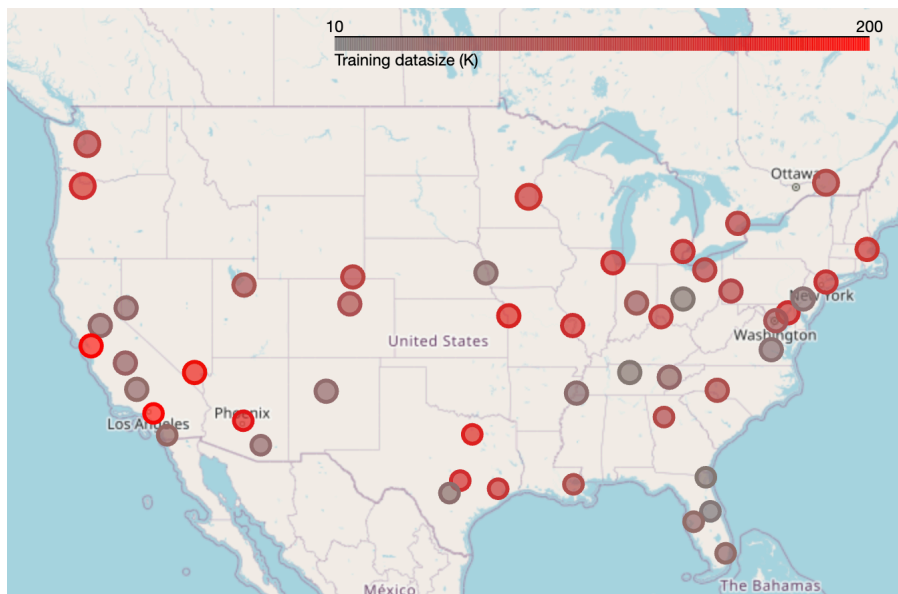 10 200
Training datasize (K)
Ottawa
New York
Washington
United States
Phoenix
Los Angeles
México
The Bahamas